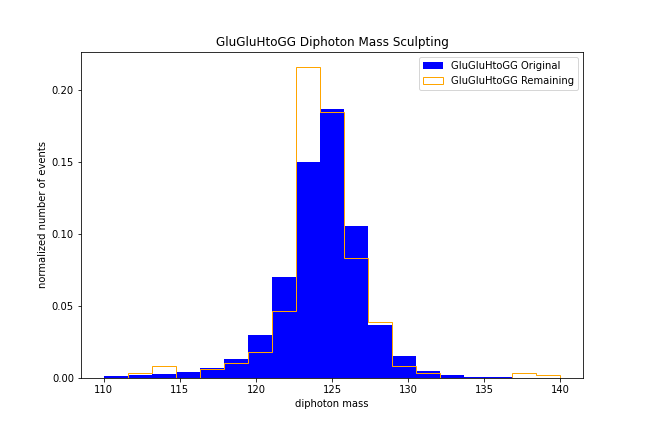 GluGluHtoGG Diphoton Mass Sculpting
GluGluHtoGG Original
GluGluHtoGG Remaining
normalized number of events
0.20
0.15
0.10
0.05
0.00
110 115 120 125 130 135 140
diphoton mass